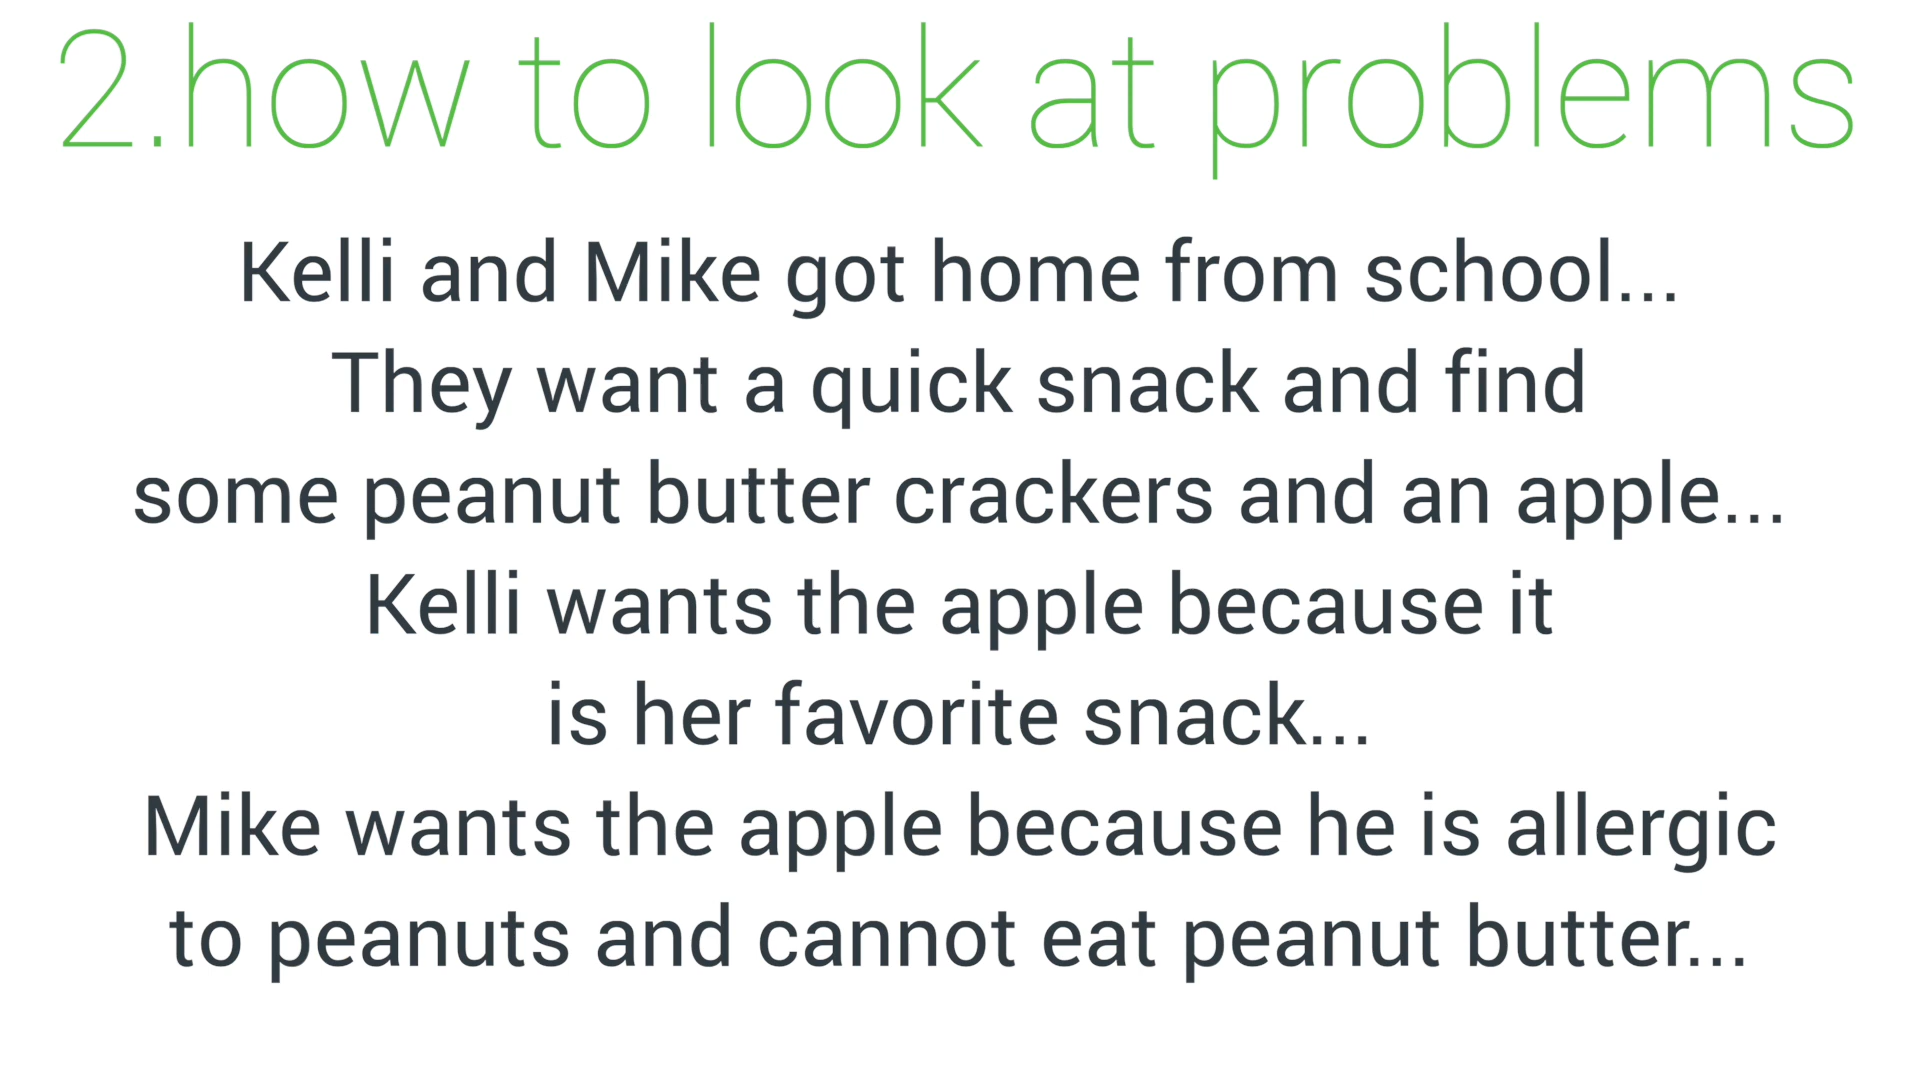 2.how to look at problems
Kelli and Mike got home from school...
They want a quick snack and find
some peanut butter crackers and an apple...
Kelli wants the apple because it
is her favorite snack...
Mike wants the apple because he is allergic
to peanuts and cannot eat peanut butter...